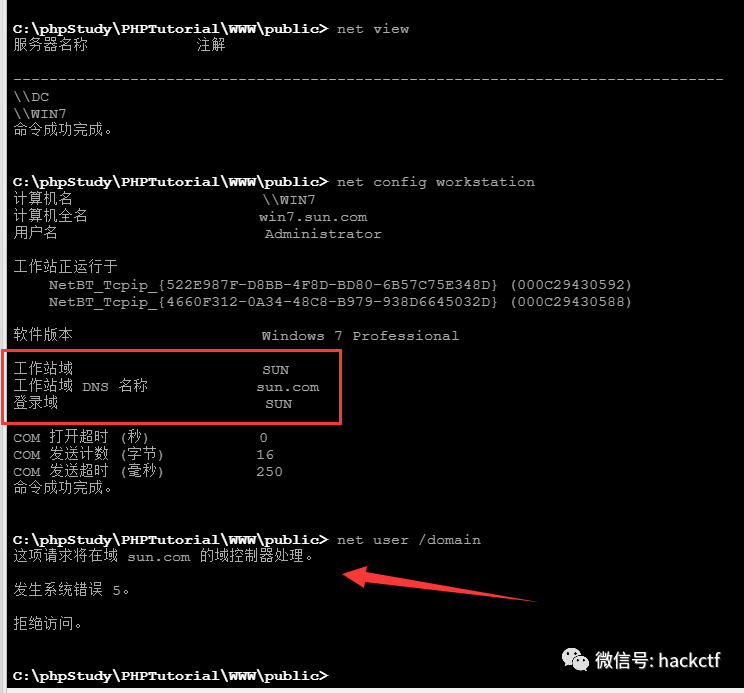 C:\phpStudy\PHPTutorial\WWW\public> net view
服务器名称 注解
-------------------------------------------------------------------------------
\\DC
\\WIN7
命令成功完成。
C:\phpStudy\PHPTutorial\WWW\public> net config workstation
计算机名 \\WIN7
计算机全名 win7.sun.com
用户名 Administrator
工作站正运行于
NetBT_Tcpip_{522E987F-D8BB-4F8D-BD80-6B57C75E348D} (000C29430592)
NetBT_Tcpip_{4660F312-0A34-48C8-B979-938D6645032D} (000C29430588)
软件版本 Windows 7 Professional
工作站域 SUN
工作站域 DNS 名称 sun.com
登录域 SUN
COM 打开超时 (秒) 0
COM 发送计数 (字节) 16
COM 发送超时 (毫秒) 250
命令成功完成。
C:\phpStudy\PHPTutorial\WWW\public> net user /domain
这项请求将在域 sun.com 的域控制器处理。
发生系统错误 5。
拒绝访问。
微信号: hackctf
C:\phpStudy\PHPTutorial\WWW\public>